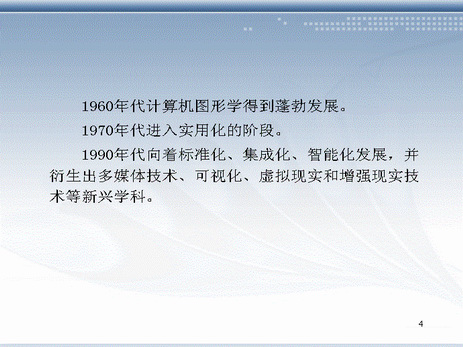 1960年代计算机图形学得到蓬勃发展。
1970年代进入实用化的阶段。
1990年代向着标准化、集成化、智能化发展，并
衍生出多媒体技术、可视化、虚拟现实和增强现实技
术等新兴学科。
4